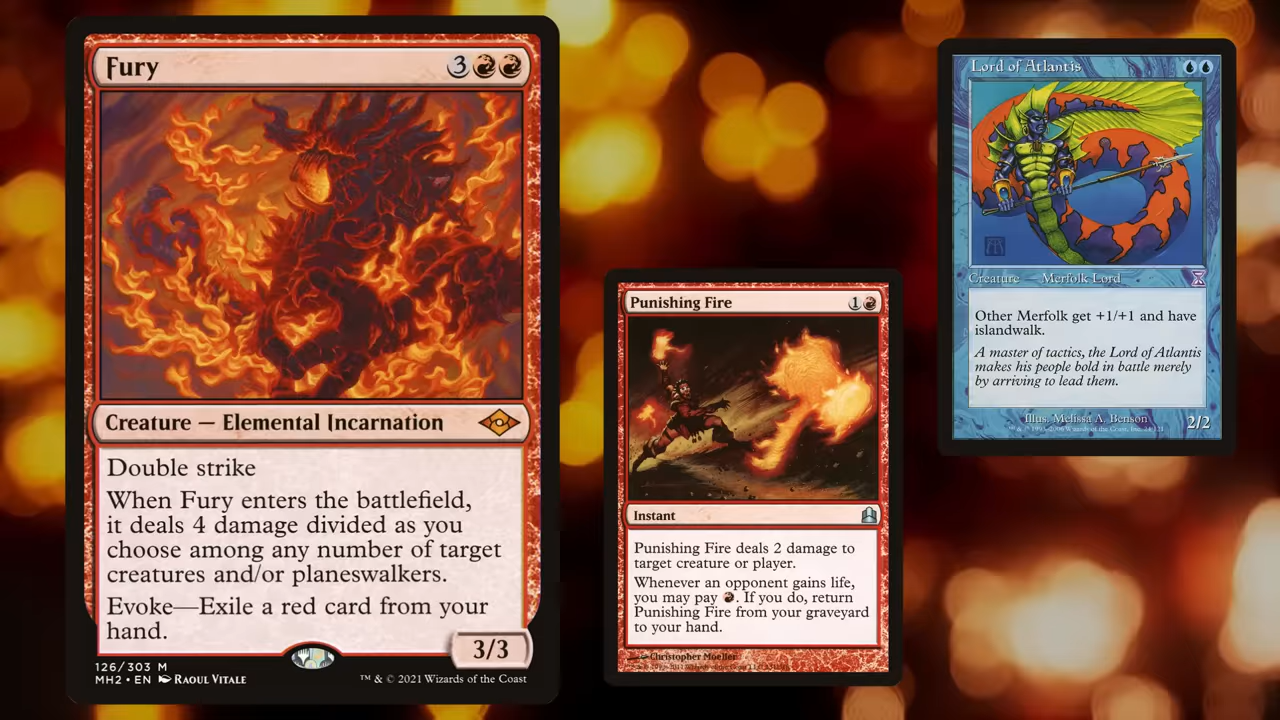 Fury
3
Creature — Elemental Incarnation
Double strike
When Fury enters the battlefield,
it deals 4 damage divided as you
choose among any number of target
creatures and/or planeswalkers.
Evoke—Exile a red card from your
hand.
3/3
126/303 M
MH2 • EN RAOUL VITALE
™ & © 2021 Wizards of the Coast
Punishing Fire
1
Instant
Punishing Fire deals 2 damage to
target creature or player.
Whenever an opponent gains life,
you may pay . If you do, return
Punishing Fire from your graveyard
to your hand.
Christopher Moeller
Lord of Atlantis
Creature — Merfolk Lord
Other Merfolk get +1/+1 and have
islandwalk.
A master of tactics, the Lord of Atlantis
makes his people bold in battle merely
by arriving to lead them.
Illus. Melissa A. Benson
2/2